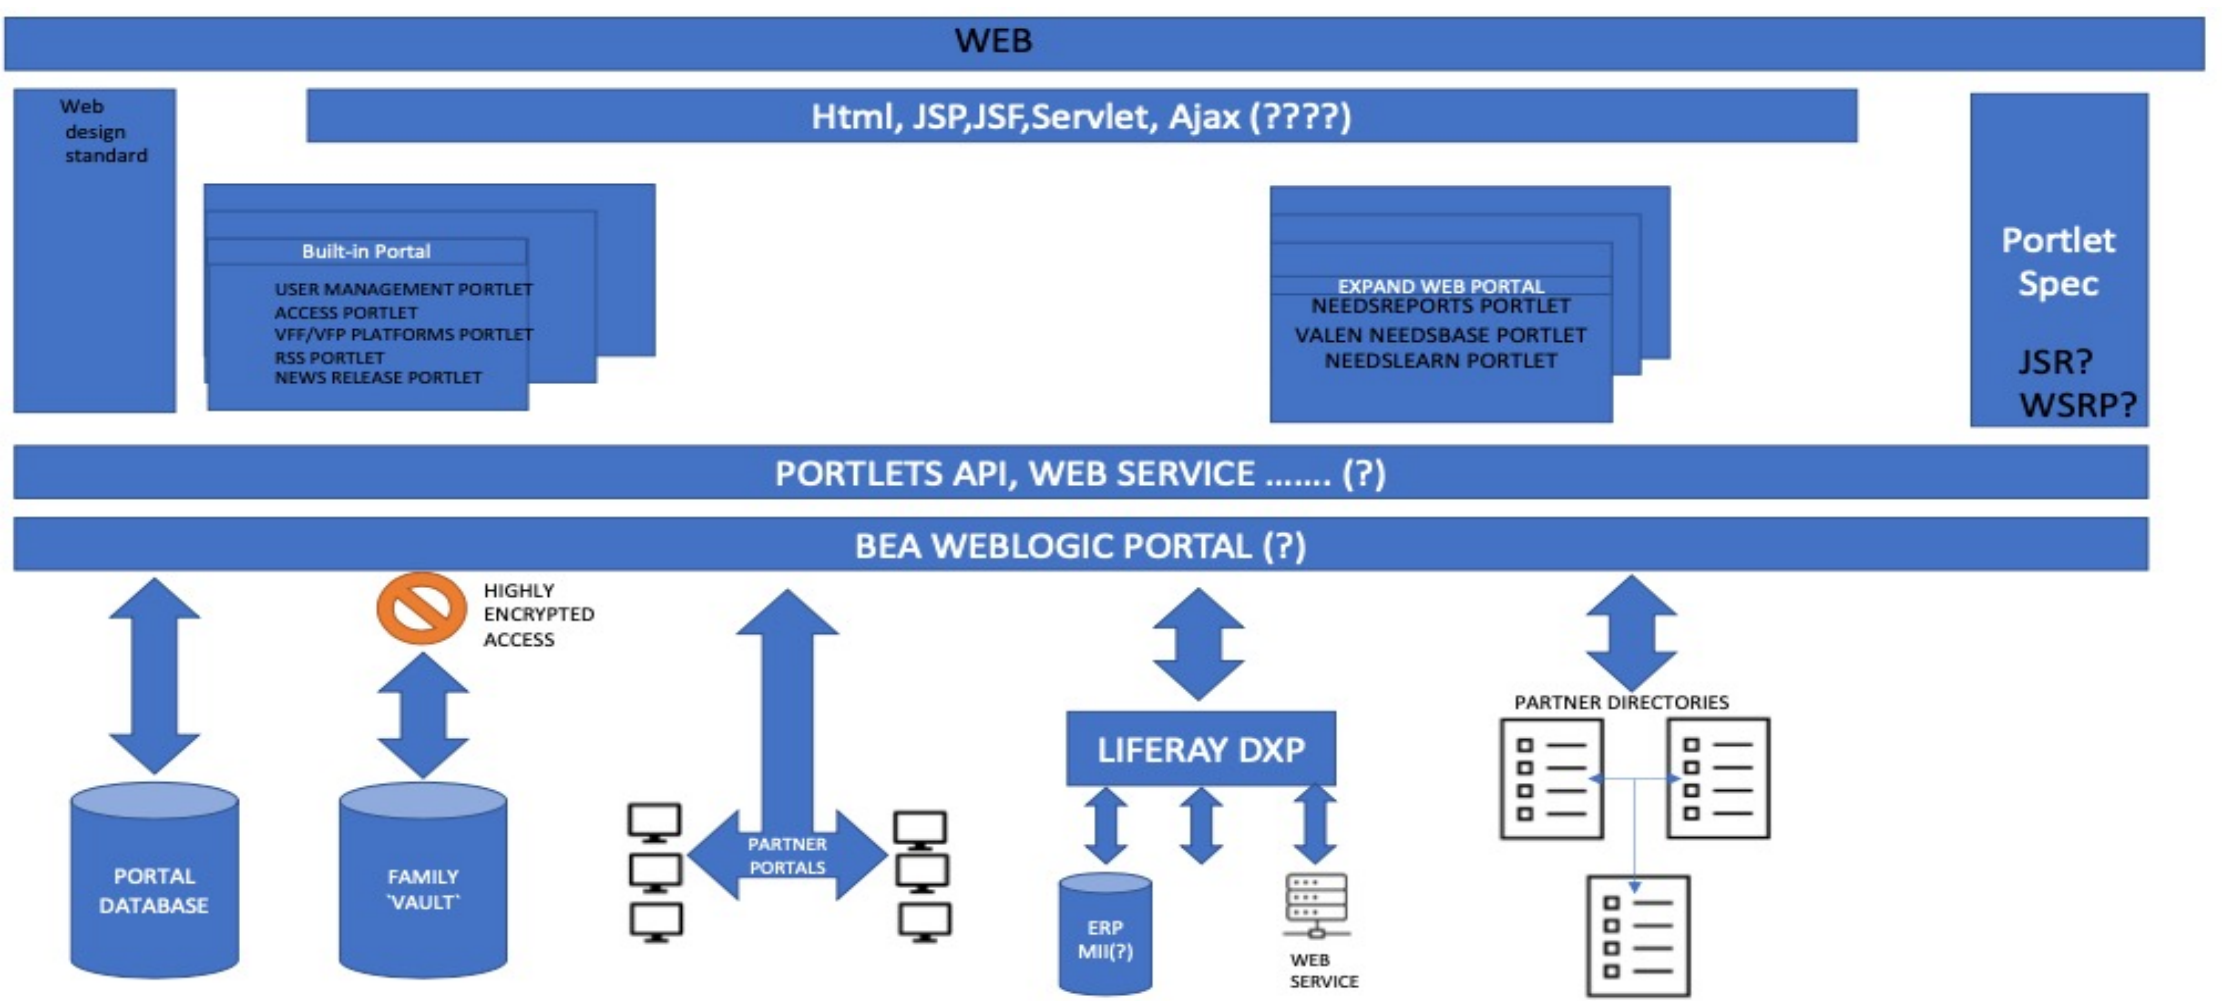 WEB
Web
design
standard
Html, JSP,JSF,Servlet, Ajax (????)
Built-in Portal
USER MANAGEMENT PORTLET
ACCESS PORTLET
VFF/VFP PLATFORMS PORTLET
RSS PORTLET
NEWS RELEASE PORTLET
EXPAND WEB PORTAL
NEEDSREPORTS PORTLET
VALEN NEEDSBASE PORTLET
NEEDSLEARN PORTLET
Portlet
Spec
JSR?
WSRP?
PORTLETS API, WEB SERVICE ....... (?)
BEA WEBLOGIC PORTAL (?)
HIGHLY
ENCRYPTED
ACCESS
PORTAL
DATABASE
FAMILY
`VAULT`
PARTNER
PORTALS
LIFERAY DXP
ERP
MII(?)
WEB
SERVICE
PARTNER DIRECTORIES